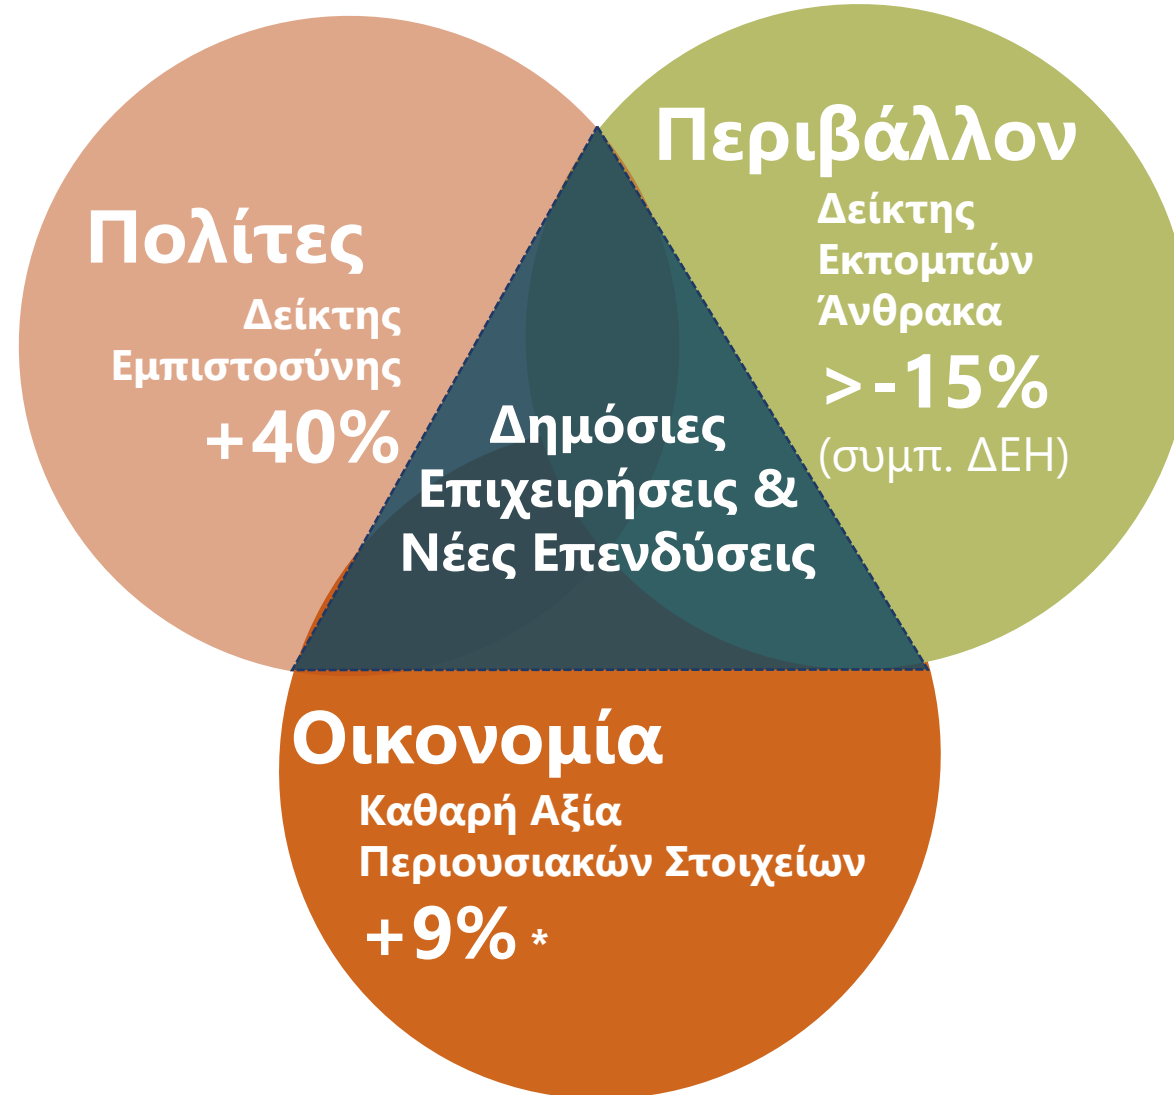 Πολίτες
Δείκτης
Εμπιστοσύνης
+40%
Περιβάλλον
Δείκτης
Εκπομπών
Άνθρακα
>-15%
(συμπ. ΔΕΗ)
Δημόσιες
Επιχειρήσεις &
Νέες Επενδύσεις
Οικονομία
Καθαρή Αξία
Περιουσιακών Στοιχείων
+9% *